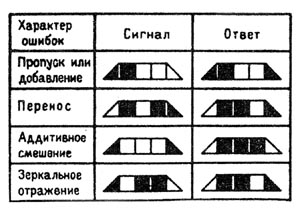 Характер
ошибок
Сигнал
Ответ
Пропуск или
добавление
Перенос
Аддитивное
смешение
Зеркальное
отражение